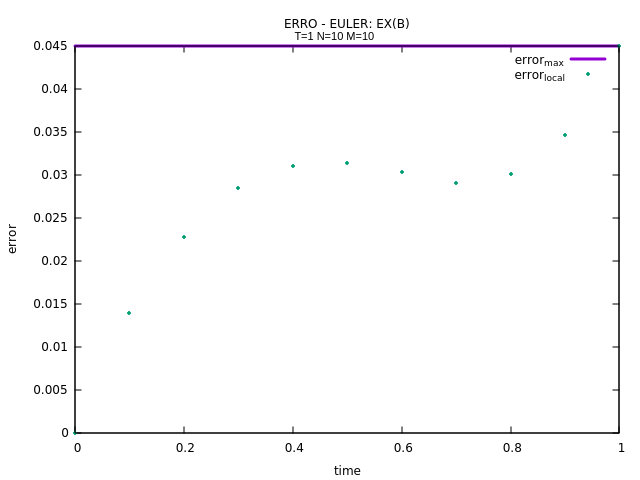 ERRO - EULER: EX(B)
T=1 N=10 M=10
0.045
0.04
0.035
0.03
0.025
0.02
0.015
0.01
0.005
0
error
error_max
error_local
0 0.2 0.4 0.6 0.8 1
time